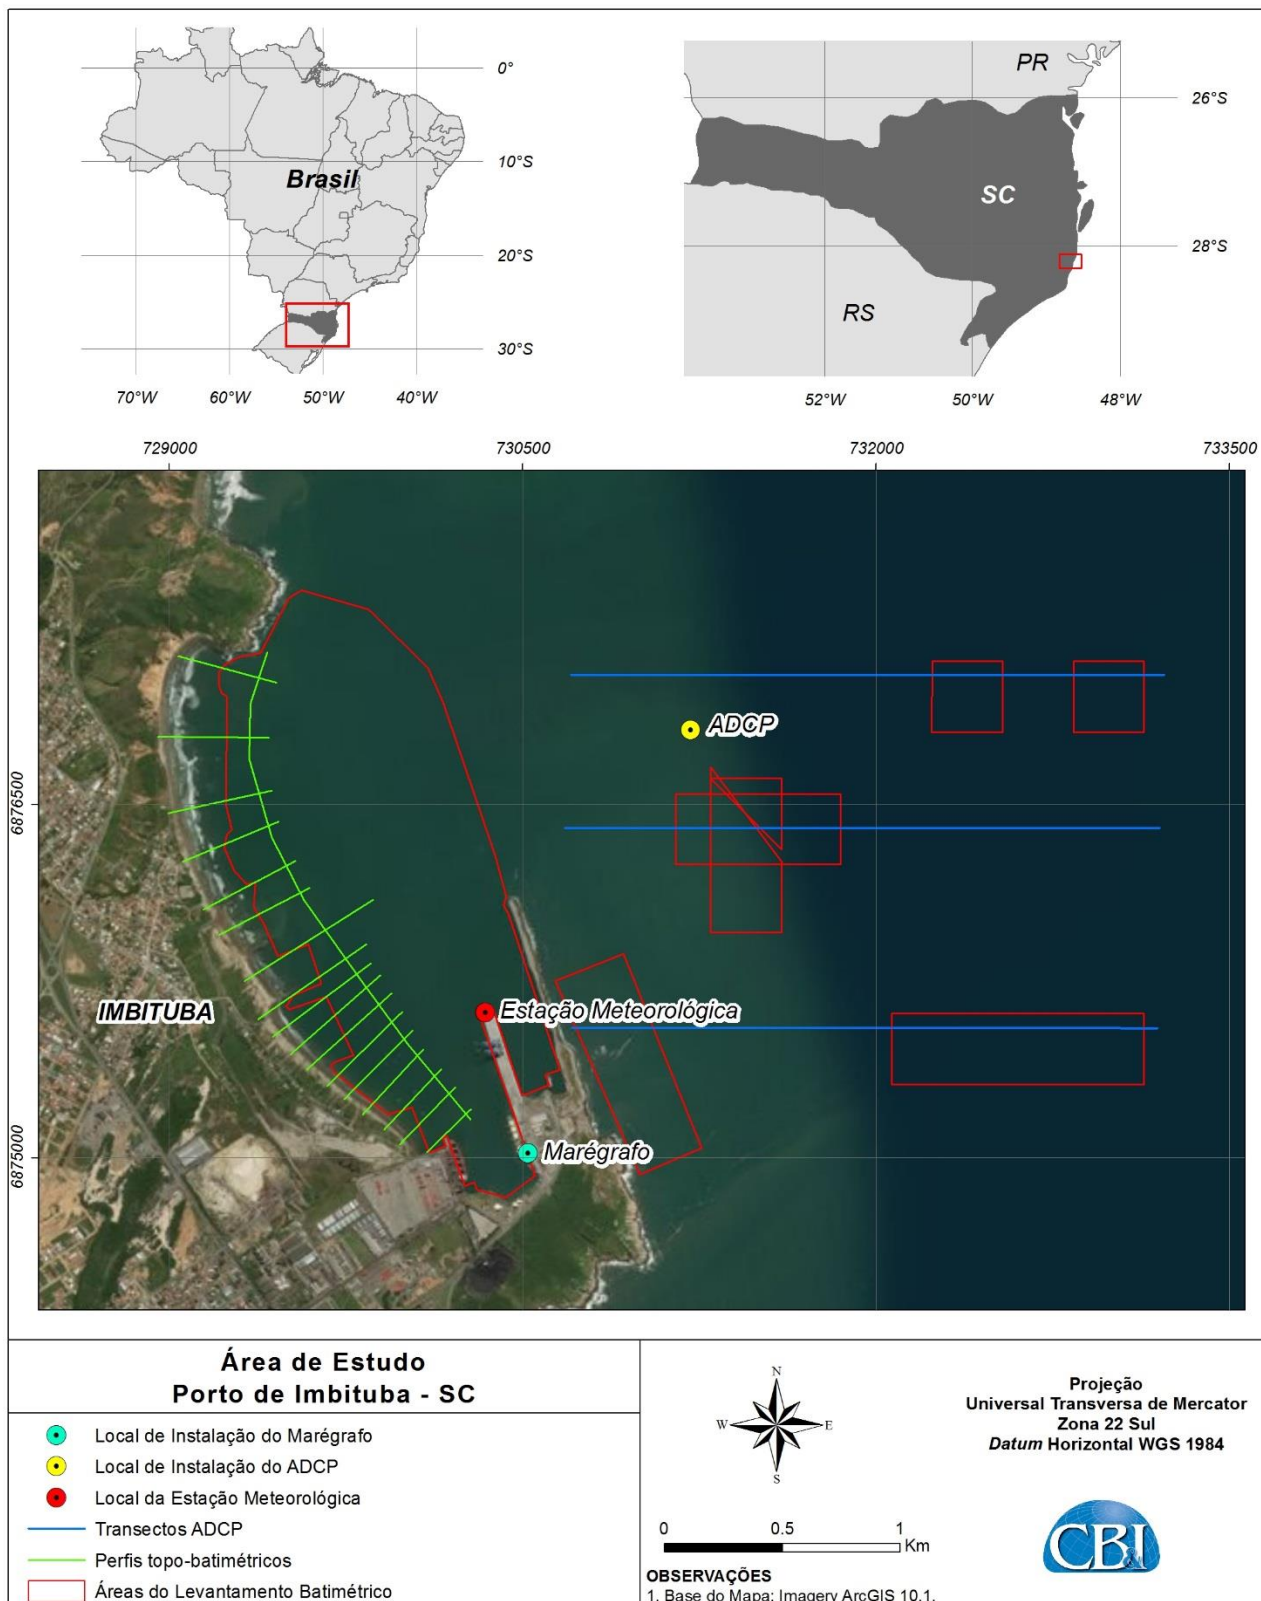 0°
10°S
20°S
30°S
Brasil
70°W
60°W
50°W
40°W
PR
26°S
SC
28°S
RS
52°W
50°W
48°W
729000
730500
732000
733500
ADCP
6876500
IMBITUBA
Estação Meteorológica
6875000
Marégrafo
Área de Estudo
Porto de Imbituba - SC
Local de Instalação do Marégrafo
Local de Instalação do ADCP
Local da Estação Meteorológica
Transectos ADCP
Perfis topo-batimétricos
Áreas do Levantamento Batimétrico
N
W
E
S
0
0.5
1
Km
OBSERVAÇÕES
1. Base do Mapa: Imagery ArcGIS 10.1.
Projeção
Universal Transversa de Mercator
Zona 22 Sul
Datum Horizontal WGS 1984
CB&I